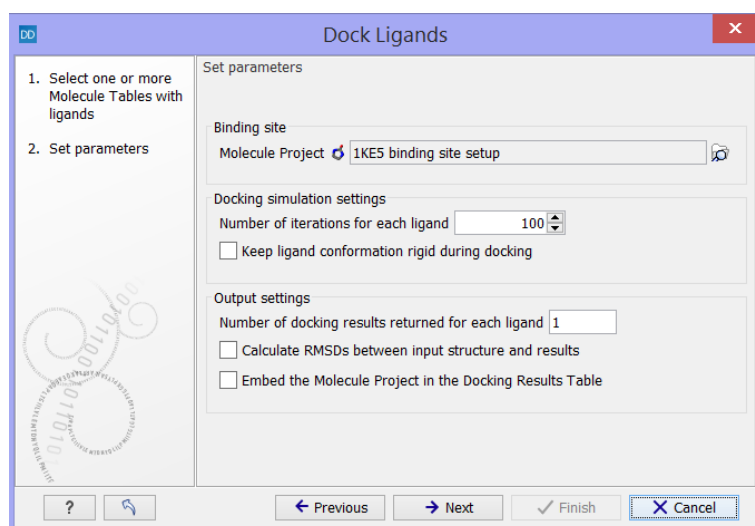 DD
Dock Ligands
x
1. Select one or more
Molecule Tables with
ligands
2. Set parameters
Set parameters
Binding site
Molecule Project 1KE5 binding site setup
Docking simulation settings
Number of iterations for each ligand 100
Keep ligand conformation rigid during docking
Output settings
Number of docking results returned for each ligand 1
Calculate RMSDs between input structure and results
Embed the Molecule Project in the Docking Results Table
? Previous Next Finish Cancel